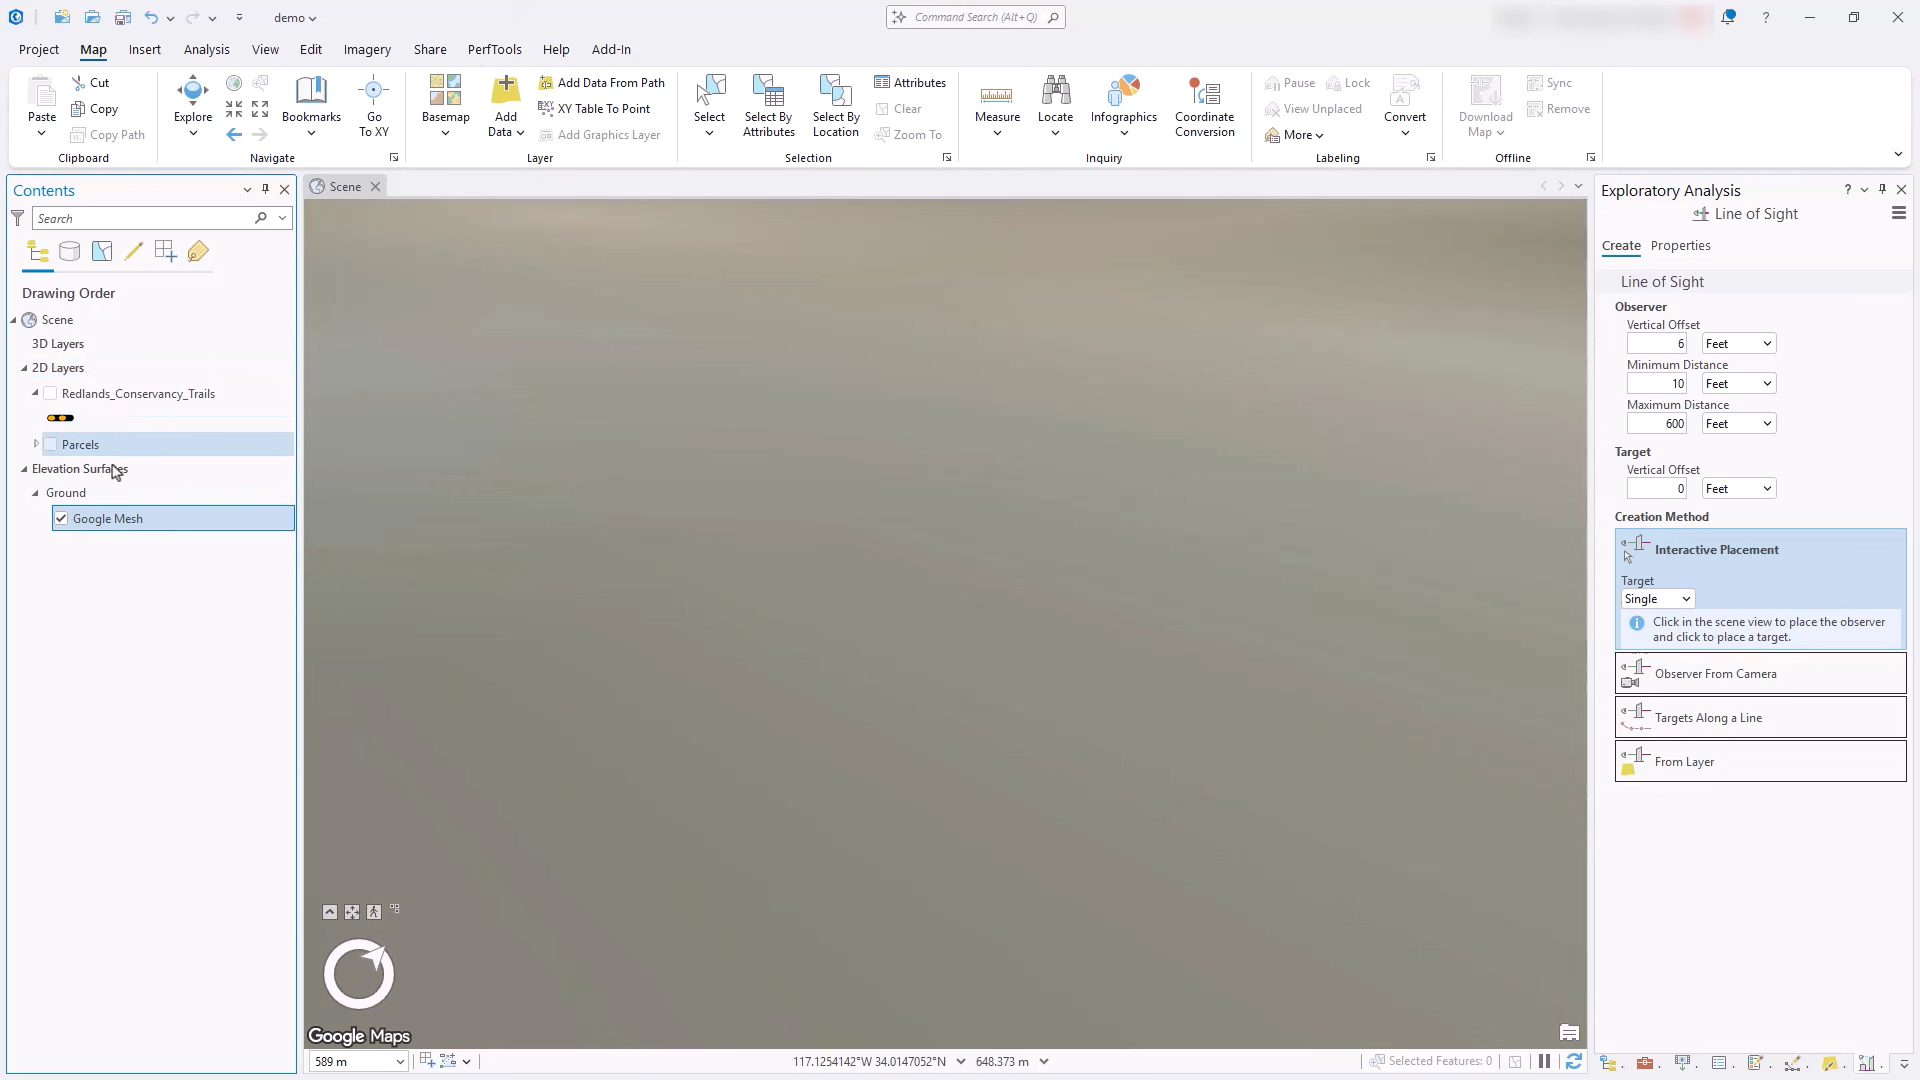 demo
Command Search (Alt+Q)
Project
Map
Insert
Analysis
View
Edit
Imagery
Share
PerfTools
Help
Add-In
Paste
Cut
Copy
Copy Path
Clipboard
Explore
Bookmarks
Go
To XY
Navigate
Basemap
Add
Data
Add Data From Path
XY Table To Point
Add Graphics Layer
Layer
Select
Select By
Attributes
Select By
Location
Attributes
Clear
Zoom To
Selection
Measure
Locate
Infographics
Coordinate
Conversion
Inquiry
Pause
Lock
View Unplaced
More
Convert
Labeling
Download
Map
Sync
Remove
Offline
Contents
Search
Drawing Order
Scene
3D Layers
2D Layers
Redlands_Conservancy_Trails
Parcels
Elevation Surfaces
Ground
Google Mesh
Scene
Google Maps
589 m
117.1254142°W 34.0147052°N
648.373 m
Selected Features: 0
Exploratory Analysis
Line of Sight
Create
Properties
Line of Sight
Observer
Vertical Offset
6 Feet
Minimum Distance
10 Feet
Maximum Distance
600 Feet
Target
Vertical Offset
0 Feet
Creation Method
Interactive Placement
Target
Single
Click in the scene view to place the observer
and click to place a target.
Observer From Camera
Targets Along a Line
From Layer